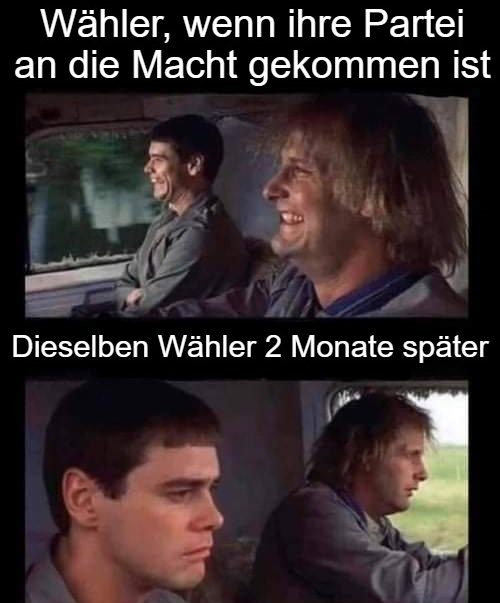 Wähler, wenn ihre Partei
an die Macht gekommen ist
Dieselben Wähler 2 Monate später